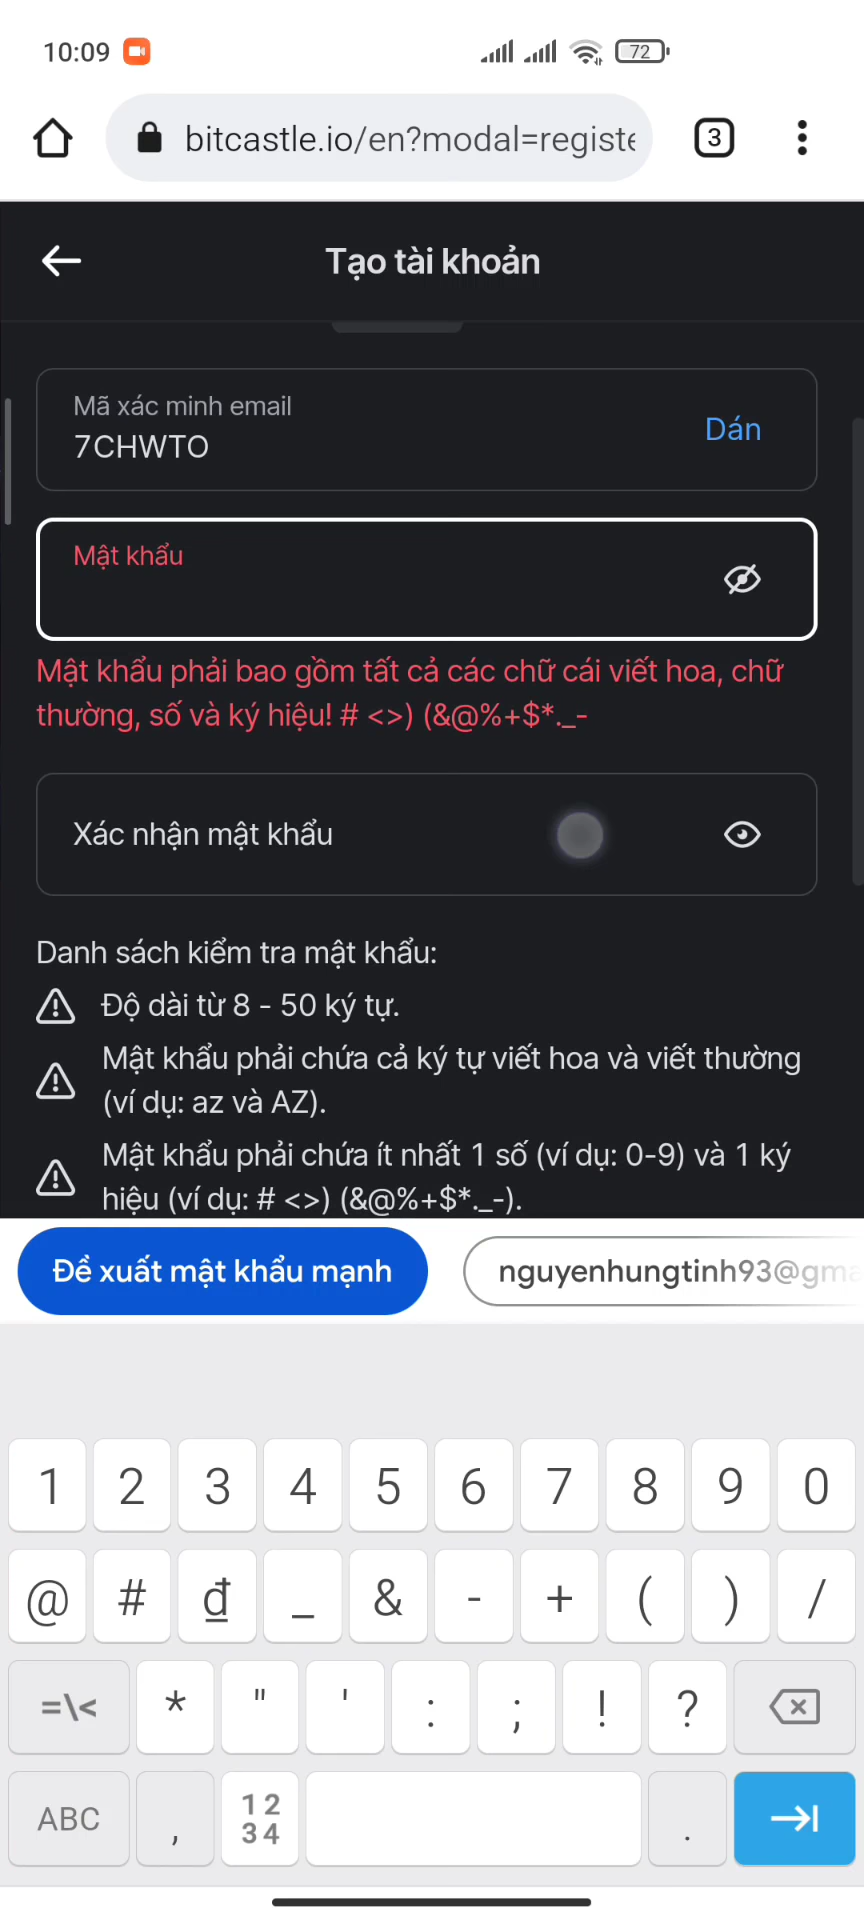 10:09
72
bitcastle.io/en?modal=registe
3
Tạo tài khoản
Mã xác minh email
7CHWTO
Dán
Mật khẩu
Mật khẩu phải bao gồm tất cả các chữ cái viết hoa, chữ
thường, số và ký hiệu! # <>) (&@%+$*._-
Xác nhận mật khẩu
Danh sách kiểm tra mật khẩu:
Độ dài từ 8 - 50 ký tự.
Mật khẩu phải chứa cả ký tự viết hoa và viết thường
(ví dụ: az và AZ).
Mật khẩu phải chứa ít nhất 1 số (ví dụ: 0-9) và 1 ký
hiệu (ví dụ: # <>) (&@%+$*._-).
Đề xuất mật khẩu mạnh
nguyenhungtinh93@gma
1 2 3 4 5 6 7 8 9 0
@ # ₫ _ & - + ( ) /
=\< * " ' : ; ! ?
ABC , 1 2 3 4 .